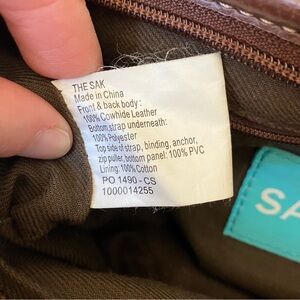 THE SAK
Made in China
Front & back body :
100% Cowhide Leather
Bottom, strap underneath:
100% Polyester
Top side of strap, binding, anchor,
zip puller, bottom panel: 100% PVC
Lining: 100% Cotton
PO 1490 - CS
1000014255
SA